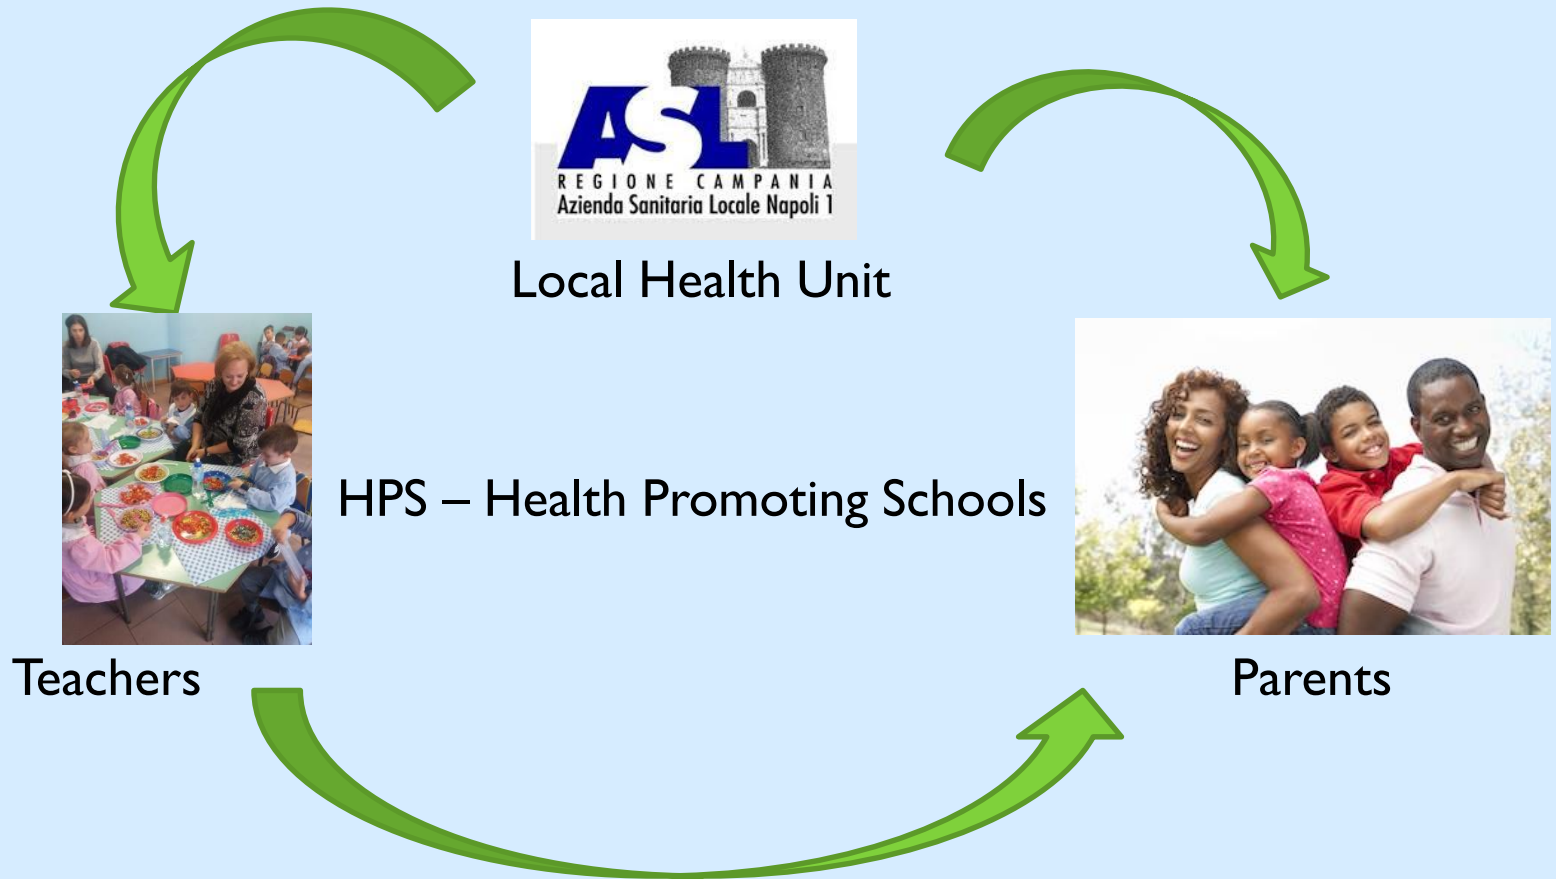 ASL
REGIONE CAMPANIA
Azienda Sanitaria Locale Napoli 1
Local Health Unit
HPS – Health Promoting Schools
Teachers
Parents